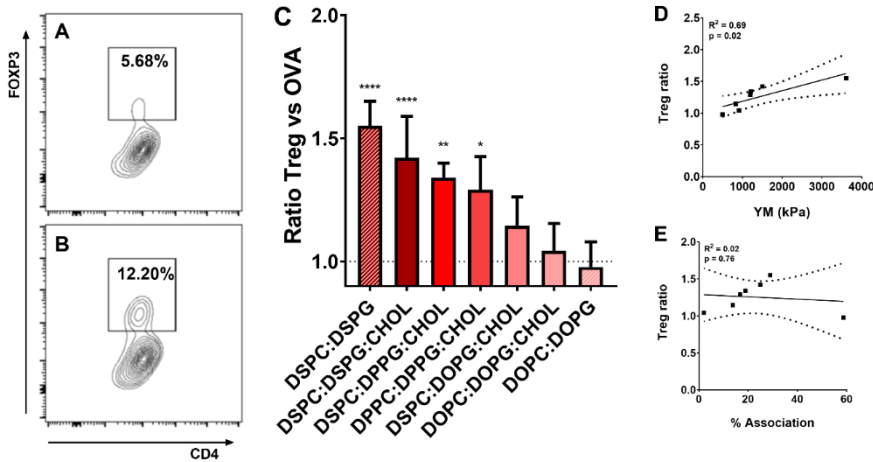 A
5.68%
FOXP3
B
12.20%
CD4
C
Ratio Treg vs OVA
2.0
1.5
1.0
****
****
**
*
DSPC:DSPG
DSPC:DSPG:CHOL
DSPC:DPPG:CHOL
DPPC:DPPG:CHOL
DSPC:DOPG:CHOL
DOPC:DOPG:CHOL
DOPC:DOPG
D
R² = 0.69
p = 0.02
Treg ratio
2.5
2.0
1.5
1.0
0.5
0.0
0 1000 2000 3000 4000
YM (kPa)
E
R² = 0.02
p = 0.76
Treg ratio
2.0
1.5
1.0
0.5
0.0
0 20 40 60
% Association